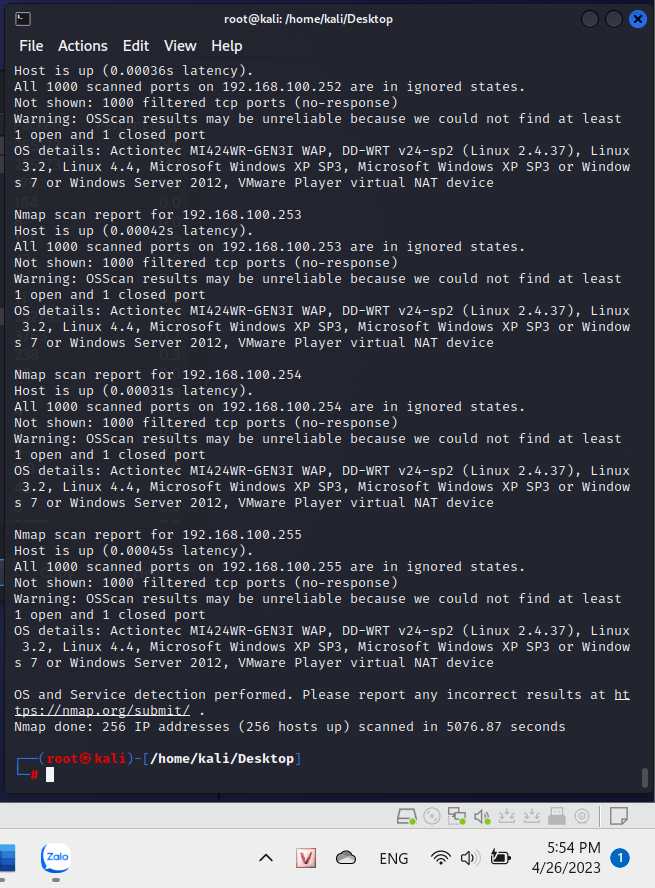 root@kali: /home/kali/Desktop
File Actions Edit View Help
Host is up (0.00036s latency).
All 1000 scanned ports on 192.168.100.252 are in ignored states.
Not shown: 1000 filtered tcp ports (no-response)
Warning: OSScan results may be unreliable because we could not find at least
1 open and 1 closed port
OS details: Actiontec MI424WR-GEN3I WAP, DD-WRT v24-sp2 (Linux 2.4.37), Linux
3.2, Linux 4.4, Microsoft Windows XP SP3, Microsoft Windows XP SP3 or Window
s 7 or Windows Server 2012, VMware Player virtual NAT device
Nmap scan report for 192.168.100.253
Host is up (0.00042s latency).
All 1000 scanned ports on 192.168.100.253 are in ignored states.
Not shown: 1000 filtered tcp ports (no-response)
Warning: OSScan results may be unreliable because we could not find at least
1 open and 1 closed port
OS details: Actiontec MI424WR-GEN3I WAP, DD-WRT v24-sp2 (Linux 2.4.37), Linux
3.2, Linux 4.4, Microsoft Windows XP SP3, Microsoft Windows XP SP3 or Window
s 7 or Windows Server 2012, VMware Player virtual NAT device
Nmap scan report for 192.168.100.254
Host is up (0.00031s latency).
All 1000 scanned ports on 192.168.100.254 are in ignored states.
Not shown: 1000 filtered tcp ports (no-response)
Warning: OSScan results may be unreliable because we could not find at least
1 open and 1 closed port
OS details: Actiontec MI424WR-GEN3I WAP, DD-WRT v24-sp2 (Linux 2.4.37), Linux
3.2, Linux 4.4, Microsoft Windows XP SP3, Microsoft Windows XP SP3 or Window
s 7 or Windows Server 2012, VMware Player virtual NAT device
Nmap scan report for 192.168.100.255
Host is up (0.00045s latency).
All 1000 scanned ports on 192.168.100.255 are in ignored states.
Not shown: 1000 filtered tcp ports (no-response)
Warning: OSScan results may be unreliable because we could not find at least
1 open and 1 closed port
OS details: Actiontec MI424WR-GEN3I WAP, DD-WRT v24-sp2 (Linux 2.4.37), Linux
3.2, Linux 4.4, Microsoft Windows XP SP3, Microsoft Windows XP SP3 or Window
s 7 or Windows Server 2012, VMware Player virtual NAT device
OS and Service detection performed. Please report any incorrect results at ht
tps://nmap.org/submit/ .
Nmap done: 256 IP addresses (256 hosts up) scanned in 5076.87 seconds
(root㉿kali)-[/home/kali/Desktop]
#
Zalo
V
ENG
5:54 PM
4/26/2023
1